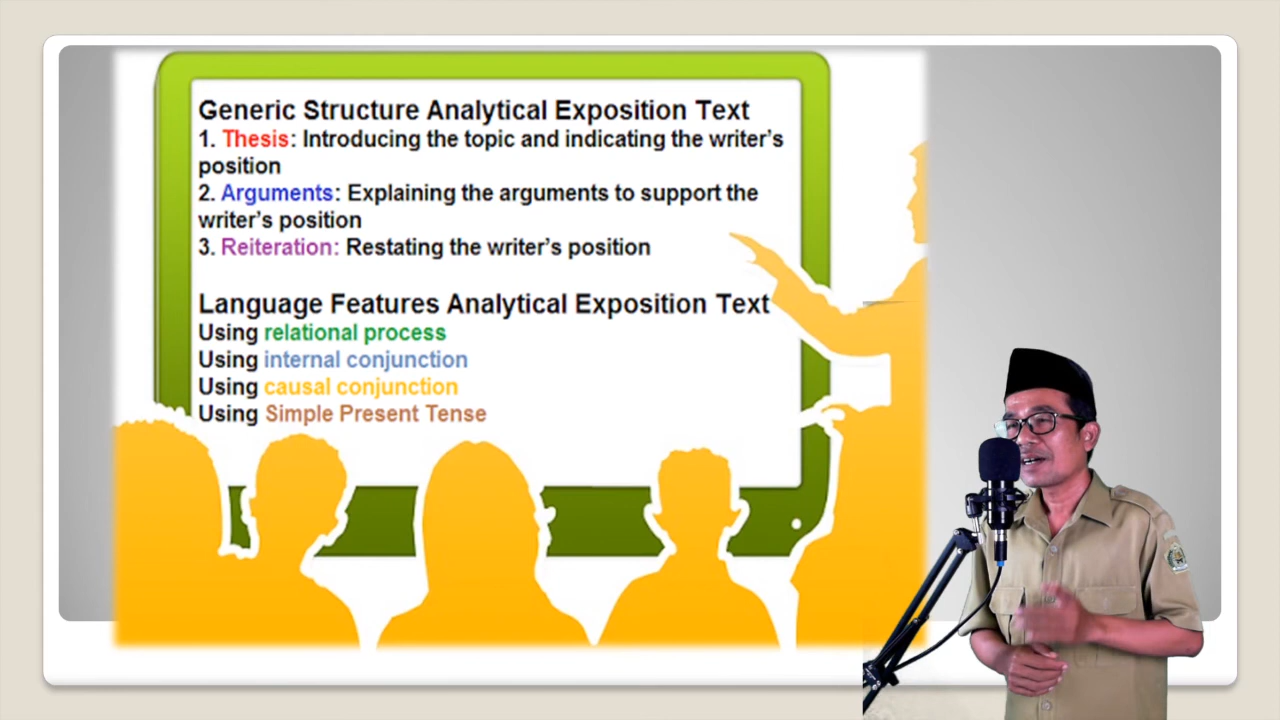 Generic Structure Analytical Exposition Text
1. Thesis: Introducing the topic and indicating the writer's
position
2. Arguments: Explaining the arguments to support the
writer's position
3. Reiteration: Restating the writer's position
Language Features Analytical Exposition Text
Using relational process
Using internal conjunction
Using causal conjunction
Using Simple Present Tense